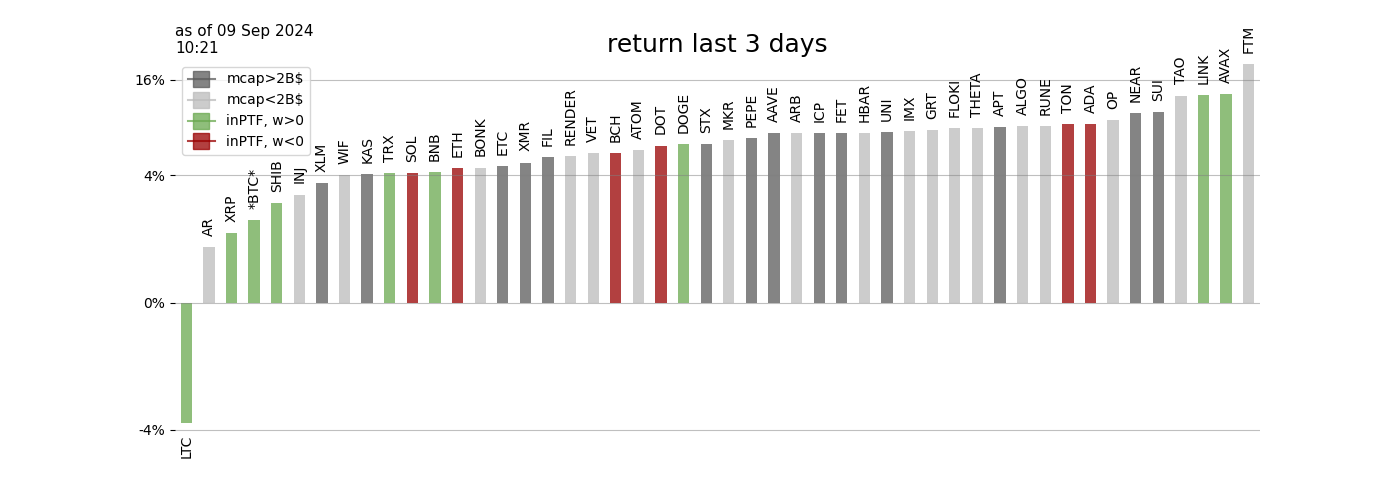 as of 09 Sep 2024
10:21
return last 3 days
mcap>2B$
mcap<2B$
inPTF, w>0
inPTF, w<0
16%
4%
0%
-4%
LTC
AR
XRP
*BTC*
SHIB
INJ
XLM
WIF
KAS
TRX
SOL
BNB
ETH
BONK
ETC
XMR
FIL
RENDER
VET
BCH
ATOM
DOT
DOGE
STX
MKR
PEPE
AAVE
ARB
ICP
FET
HBAR
UNI
IMX
GRT
FLOKI
THETA
APT
ALGO
RUNE
TON
ADA
OP
NEAR
SUI
TAO
LINK
AVAX
FTM